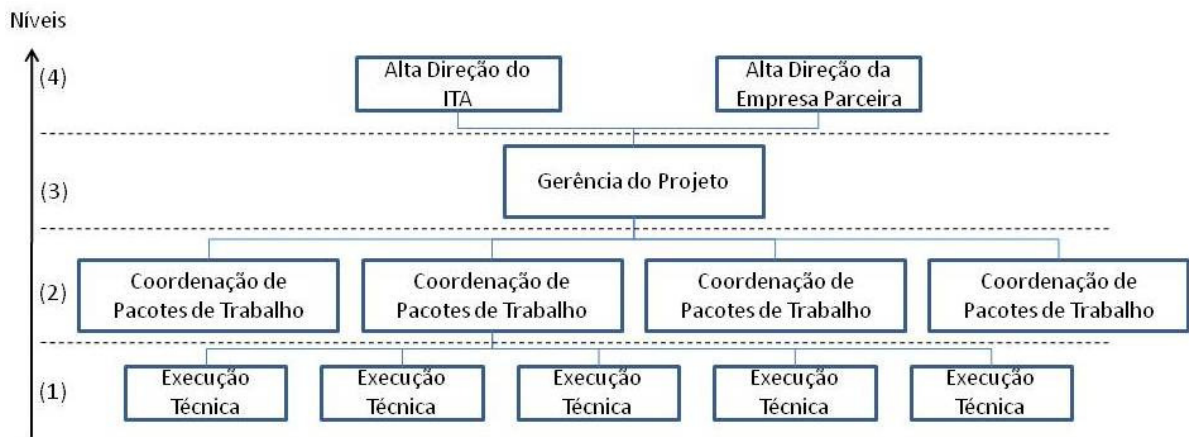 Níveis
(4)
Alta Direção do
ITA
Alta Direção da
Empresa Parceira
(3)
Gerência do Projeto
(2)
Coordenação de
Pacotes de Trabalho
Coordenação de
Pacotes de Trabalho
Coordenação de
Pacotes de Trabalho
Coordenação de
Pacotes de Trabalho
(1)
Execução
Técnica
Execução
Técnica
Execução
Técnica
Execução
Técnica
Execução
Técnica